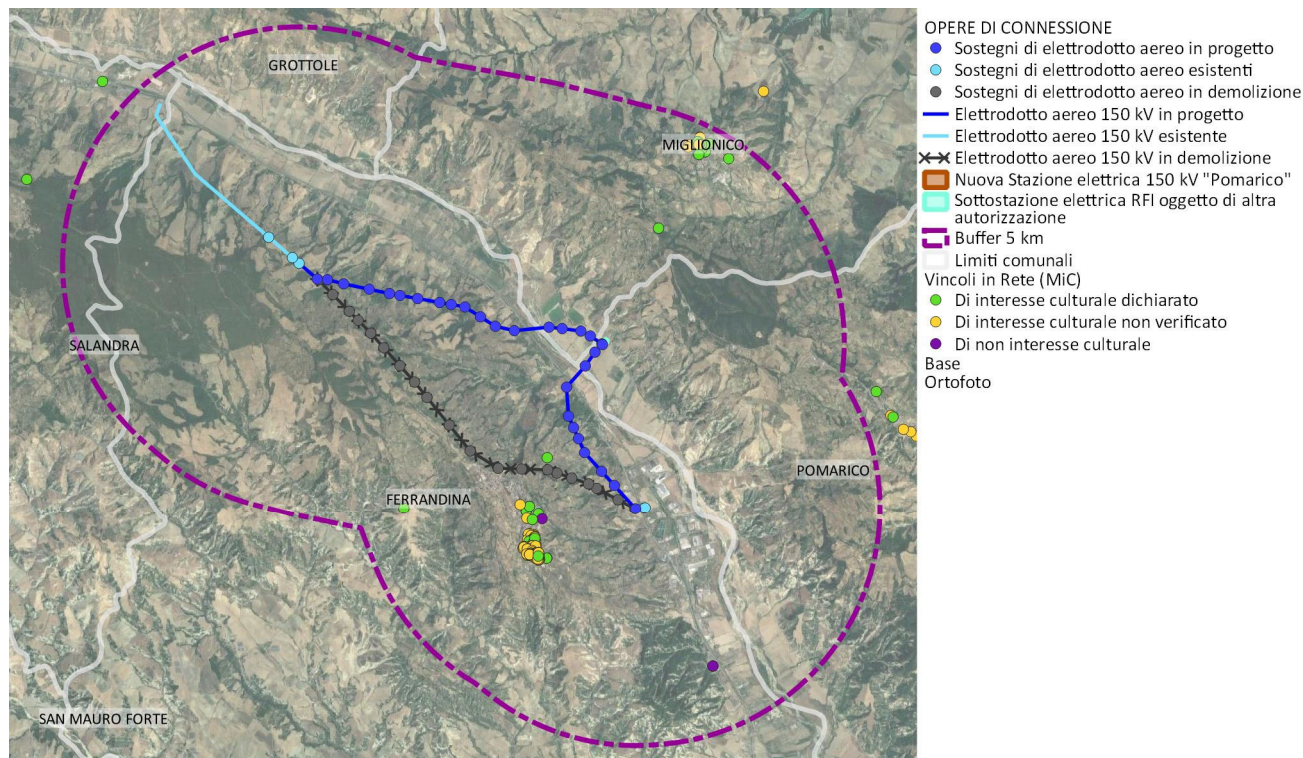 GROTTOLE
MIGLIONICO
SALANDRA
POMARICO
FERRANDINA
SAN MAURO FORTE
OPERE DI CONNESSIONE
Sostegni di elettrodotto aereo in progetto
Sostegni di elettrodotto aereo esistenti
Sostegni di elettrodotto aereo in demolizione
Elettrodotto aereo 150 kV in progetto
Elettrodotto aereo 150 kV esistente
Elettrodotto aereo 150 kV in demolizione
Nuova Stazione elettrica 150 kV "Pomarico"
Sottostazione elettrica RFI oggetto di altra
autorizzazione
Buffer 5 km
Limiti comunali
Vincoli in Rete (MiC)
Di interesse culturale dichiarato
Di interesse culturale non verificato
Di non interesse culturale
Base
Ortofoto